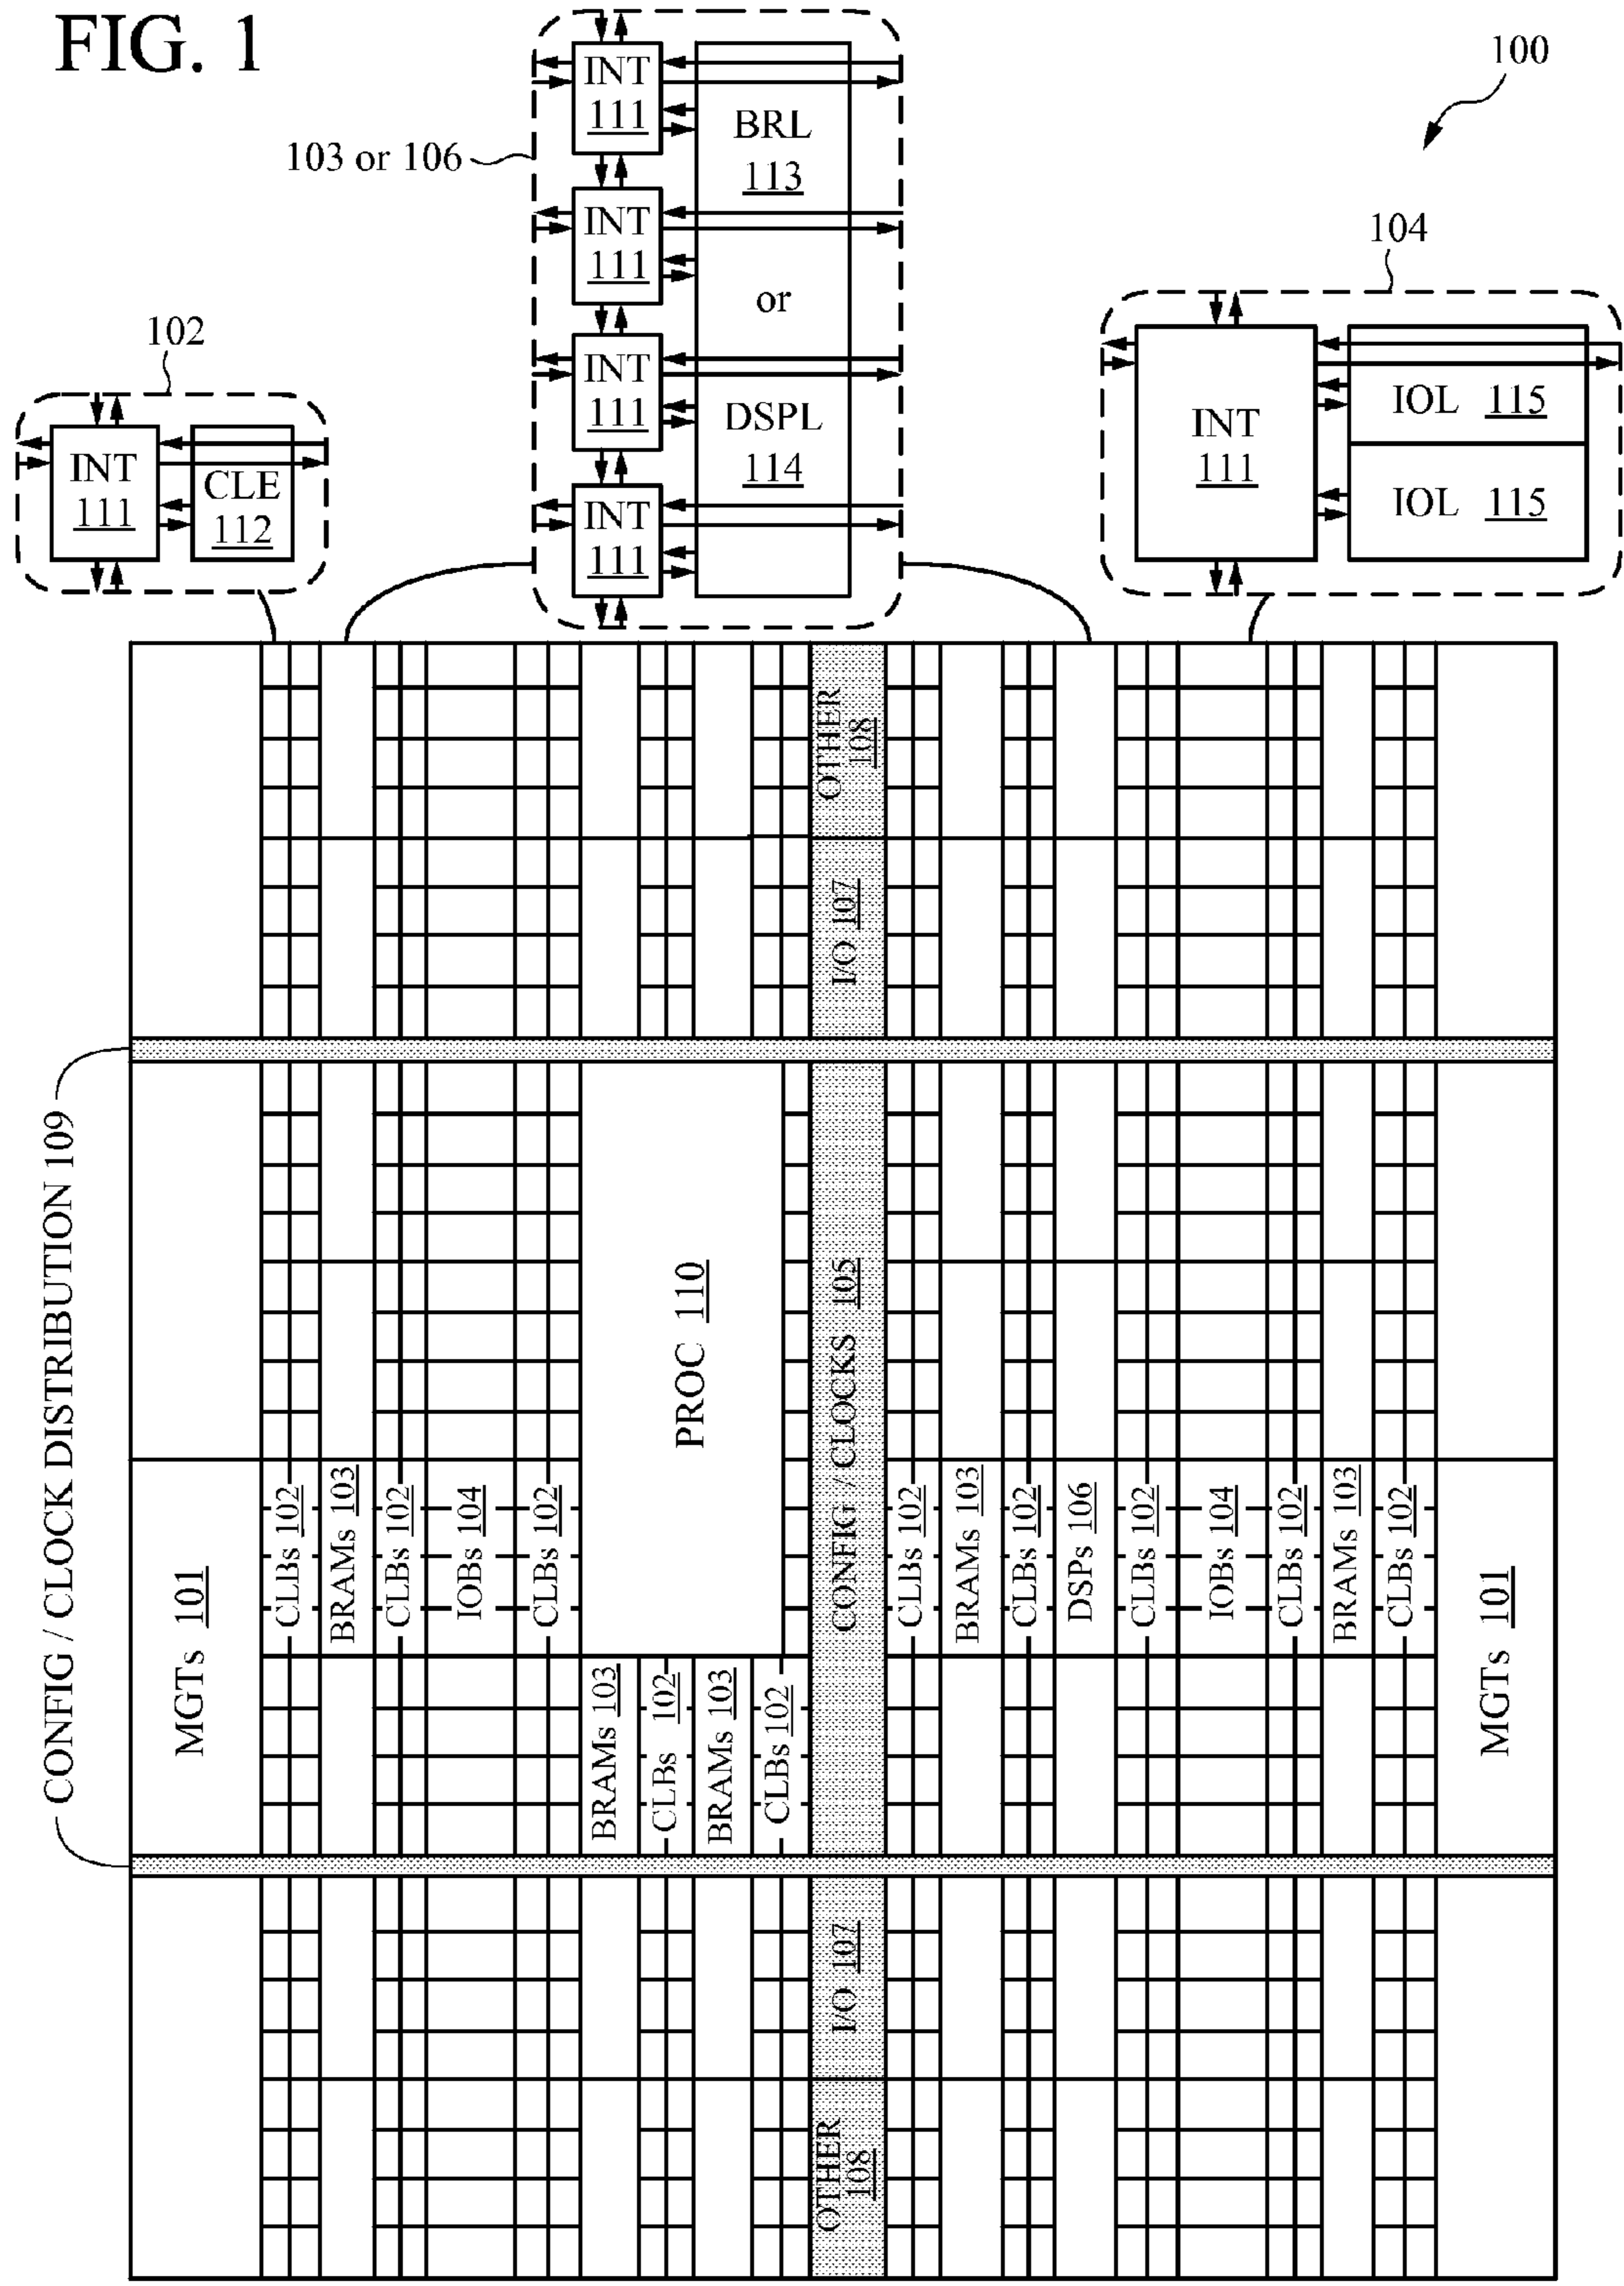 FIG. 1
100
103 or 106
INT
111
INT
111
INT
111
INT
111
BRL
113
or
DSPL
114
102
INT
111
CLE
112
104
INT
111
IOL 115
IOL 115
CONFIG / CLOCK DISTRIBUTION 109
OTHER
108
I/O 107
PROC 110
CONFIG / CLOCKS 105
MGTs 101
CLBs 102
BRAMs 103
CLBs 102
IOBs 104
CLBs 102
BRAMs 103
CLBs 102
BRAMs 103
CLBs 102
CLBs 102
BRAMs 103
CLBs 102
DSPs 106
CLBs 102
IOBs 104
CLBs 102
BRAMs 103
CLBs 102
MGTs 101
I/O 107
OTHER
108